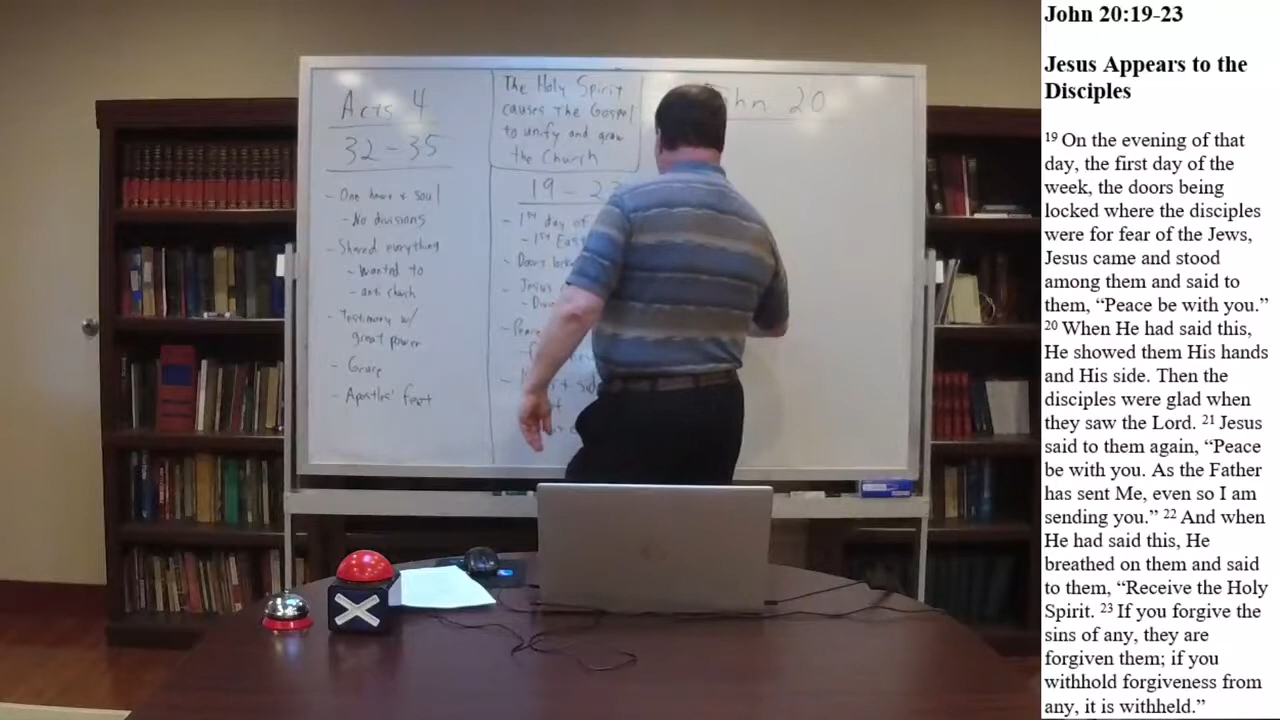 Acts 4
32 - 35
- One heart & soul
- No divisions
- Shared everything
- Wanted to
- anti church
- Testimony w/
great power
- Grace
- Apostles' feet
The Holy Spirit
causes The Gospel
to unify and grow
the Church
19 - 23
- 1st day of
- 1st East
- Doors lock
- Jesus
- Peace
side
hn 20
John 20:19-23
Jesus Appears to the
Disciples
19 On the evening of that
day, the first day of the
week, the doors being
locked where the disciples
were for fear of the Jews,
Jesus came and stood
among them and said to
them, “Peace be with you.”
20 When He had said this,
He showed them His hands
and His side. Then the
disciples were glad when
they saw the Lord. 21 Jesus
said to them again, “Peace
be with you. As the Father
has sent Me, even so I am
sending you.” 22 And when
He had said this, He
breathed on them and said
to them, “Receive the Holy
Spirit. 23 If you forgive the
sins of any, they are
forgiven them; if you
withhold forgiveness from
any, it is withheld.”